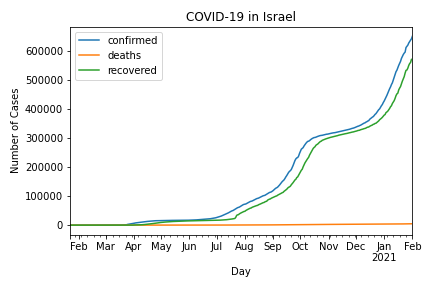 COVID-19 in Israel
confirmed
deaths
recovered
Number of Cases
600000
500000
400000
300000
200000
100000
0
Feb Mar Apr May Jun Jul Aug Sep Oct Nov Dec Jan Feb
2021
Day